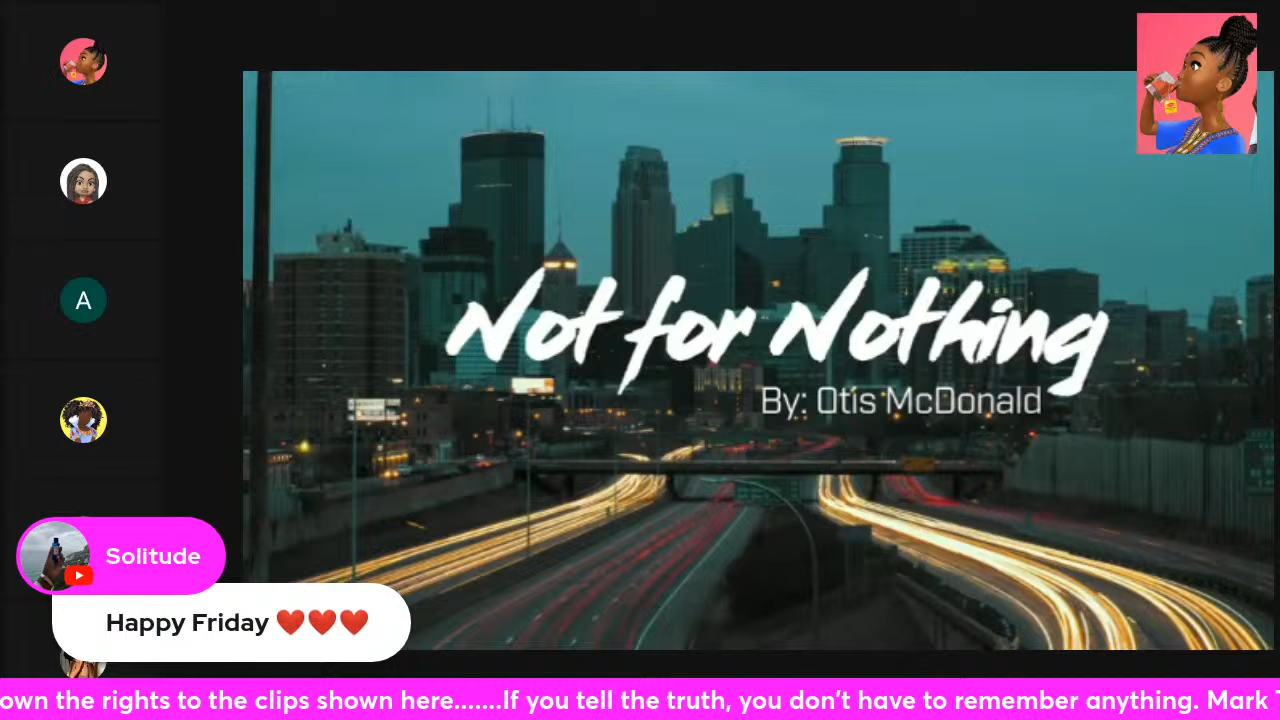 Not for Nothing
By: Otis McDonald
A
Solitude
Happy Friday ❤️❤️❤️
own the rights to the clips shown here.......If you tell the truth, you don't have to remember anything. Mark